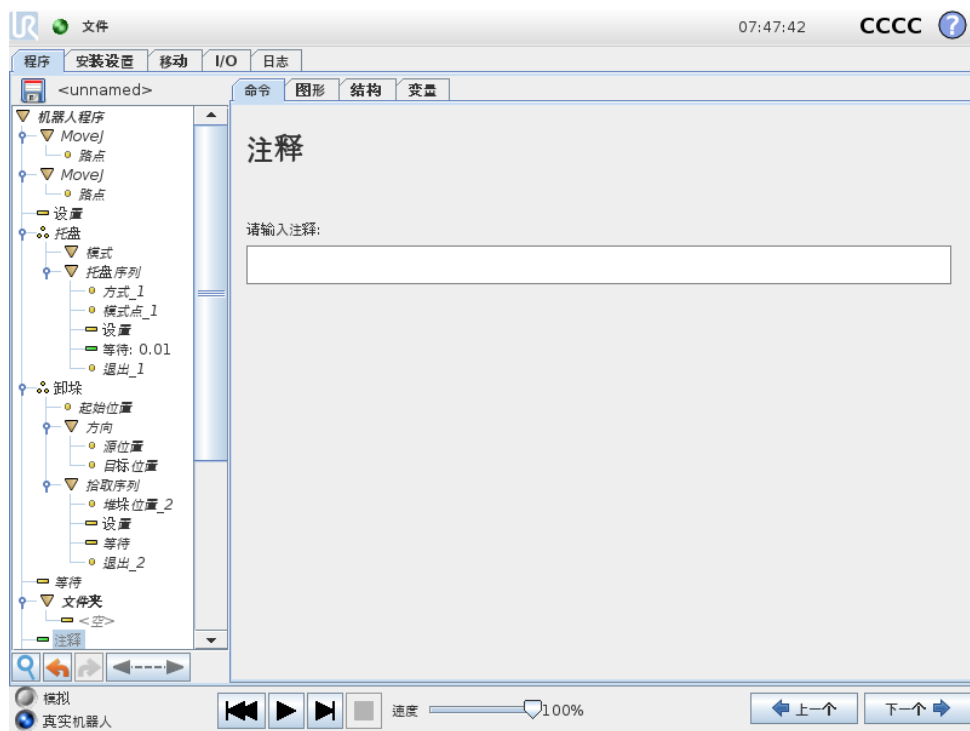 UR 文件 07:47:42 CCCC ?
程序 安装设置 移动 I/O 日志
<unnamed>
命令 图形 结构 变量
机器人程序
MoveJ
路点
MoveJ
路点
设置
托盘
模式
托盘序列
方式_1
模式点_1
设置
等待: 0.01
退出_1
卸垛
起始位置
方向
源位置
目标位置
拾取序列
堆垛位置_2
设置
等待
退出_2
等待
文件夹
<空>
注释
注释
请输入注释:
模拟
真实机器人
速度 100%
上一个 下一个